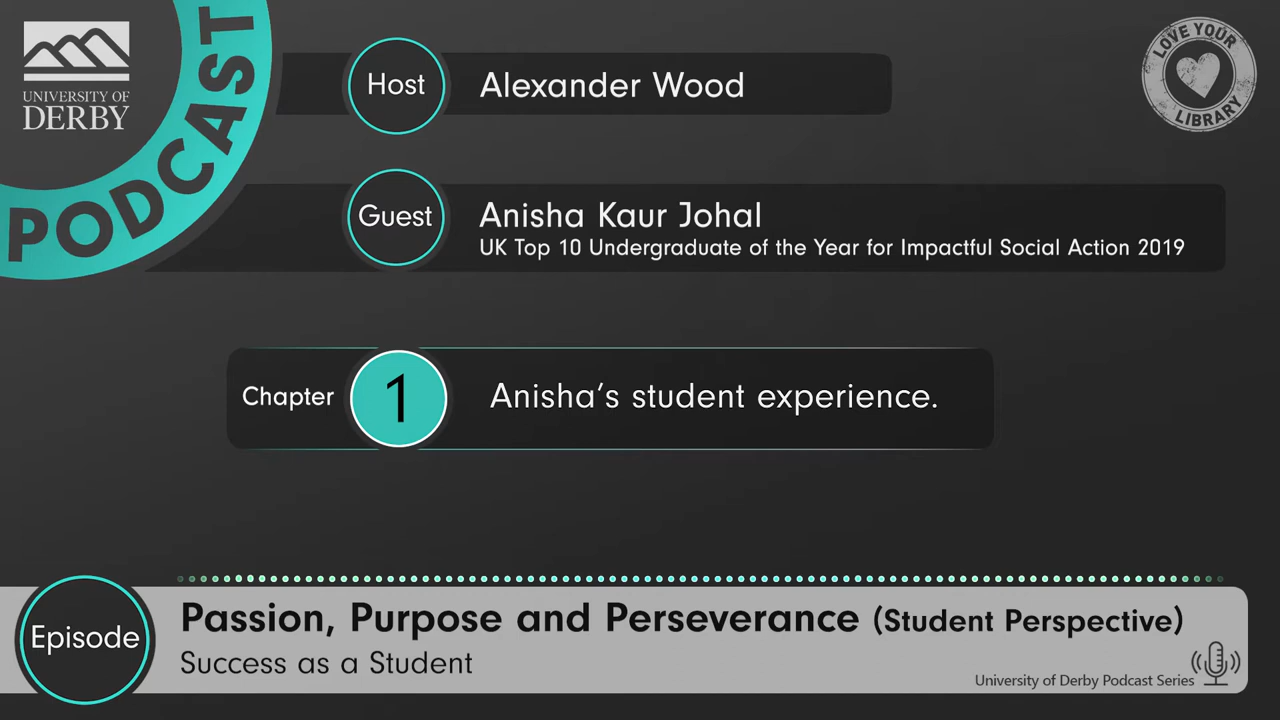 UNIVERSITY OF
DERBY
PODCAST
Host
Alexander Wood
LOVE YOUR
LIBRARY
Guest
Anisha Kaur Johal
UK Top 10 Undergraduate of the Year for Impactful Social Action 2019
Chapter
1
Anisha's student experience.
Episode
Passion, Purpose and Perseverance (Student Perspective)
Success as a Student
University of Derby Podcast Series